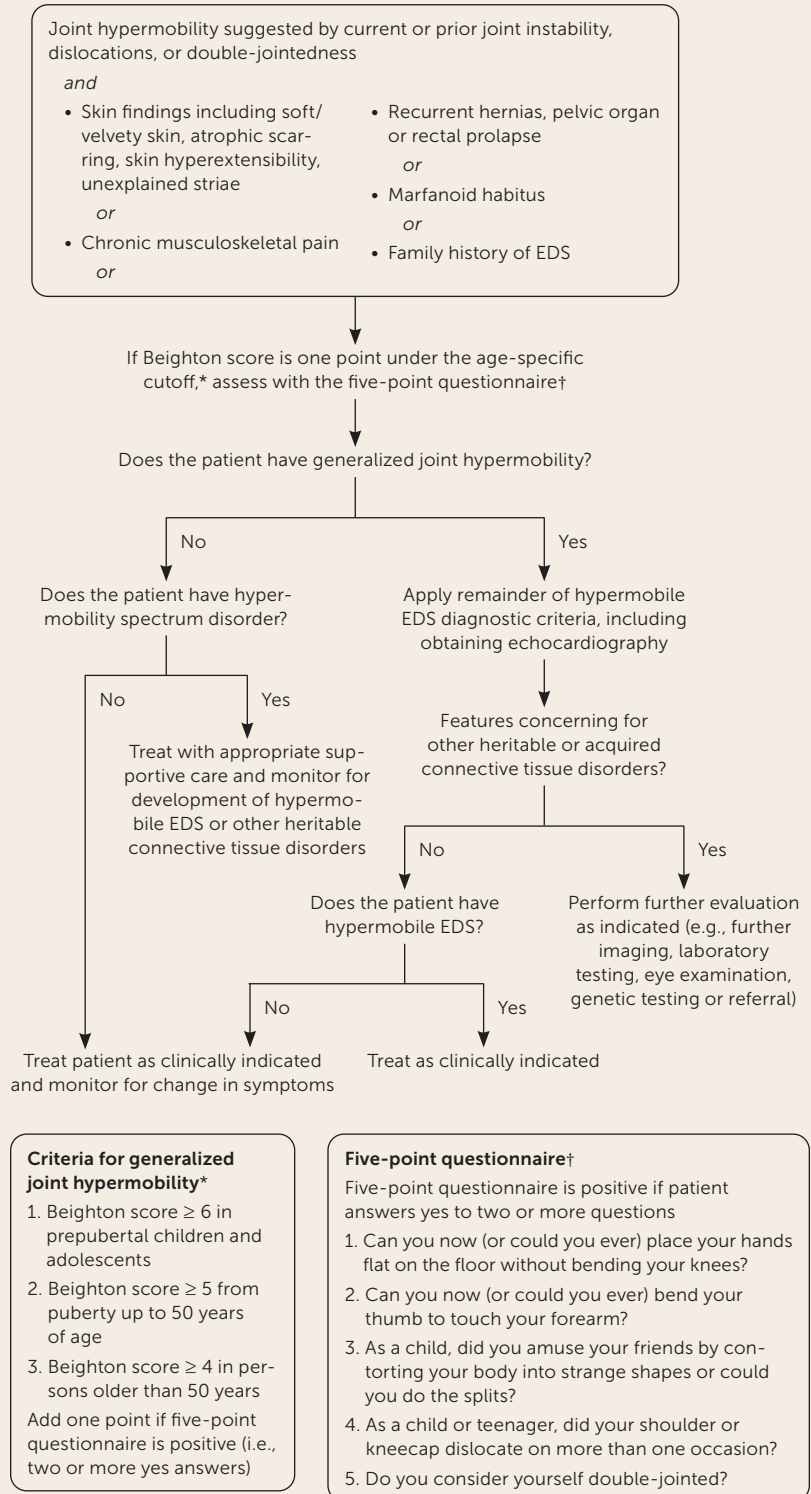 Joint hypermobility suggested by current or prior joint instability,
dislocations, or double-jointedness
and
• Skin findings including soft/
velvety skin, atrophic scar-
ring, skin hyperextensibility,
unexplained striae
or
• Chronic musculoskeletal pain
or
• Recurrent hernias, pelvic organ
or rectal prolapse
or
• Marfanoid habitus
or
• Family history of EDS
If Beighton score is one point under the age-specific
cutoff,* assess with the five-point questionnaire†
Does the patient have generalized joint hypermobility?
No
Yes
Does the patient have hyper-
mobility spectrum disorder?
Apply remainder of hypermobile
EDS diagnostic criteria, including
obtaining echocardiography
No
Yes
Treat with appropriate sup-
portive care and monitor for
development of hypermo-
bile EDS or other heritable
connective tissue disorders
Features concerning for
other heritable or acquired
connective tissue disorders?
No
Yes
Does the patient have
hypermobile EDS?
Perform further evaluation
as indicated (e.g., further
imaging, laboratory
testing, eye examination,
genetic testing or referral)
No
Yes
Treat patient as clinically indicated
and monitor for change in symptoms
Treat as clinically indicated
Criteria for generalized
joint hypermobility*
1. Beighton score ≥ 6 in
prepubertal children and
adolescents
2. Beighton score ≥ 5 from
puberty up to 50 years
of age
3. Beighton score ≥ 4 in per-
sons older than 50 years
Add one point if five-point
questionnaire is positive (i.e.,
two or more yes answers)
Five-point questionnaire†
Five-point questionnaire is positive if patient
answers yes to two or more questions
1. Can you now (or could you ever) place your hands
flat on the floor without bending your knees?
2. Can you now (or could you ever) bend your
thumb to touch your forearm?
3. As a child, did you amuse your friends by con-
torting your body into strange shapes or could
you do the splits?
4. As a child or teenager, did your shoulder or
kneecap dislocate on more than one occasion?
5. Do you consider yourself double-jointed?